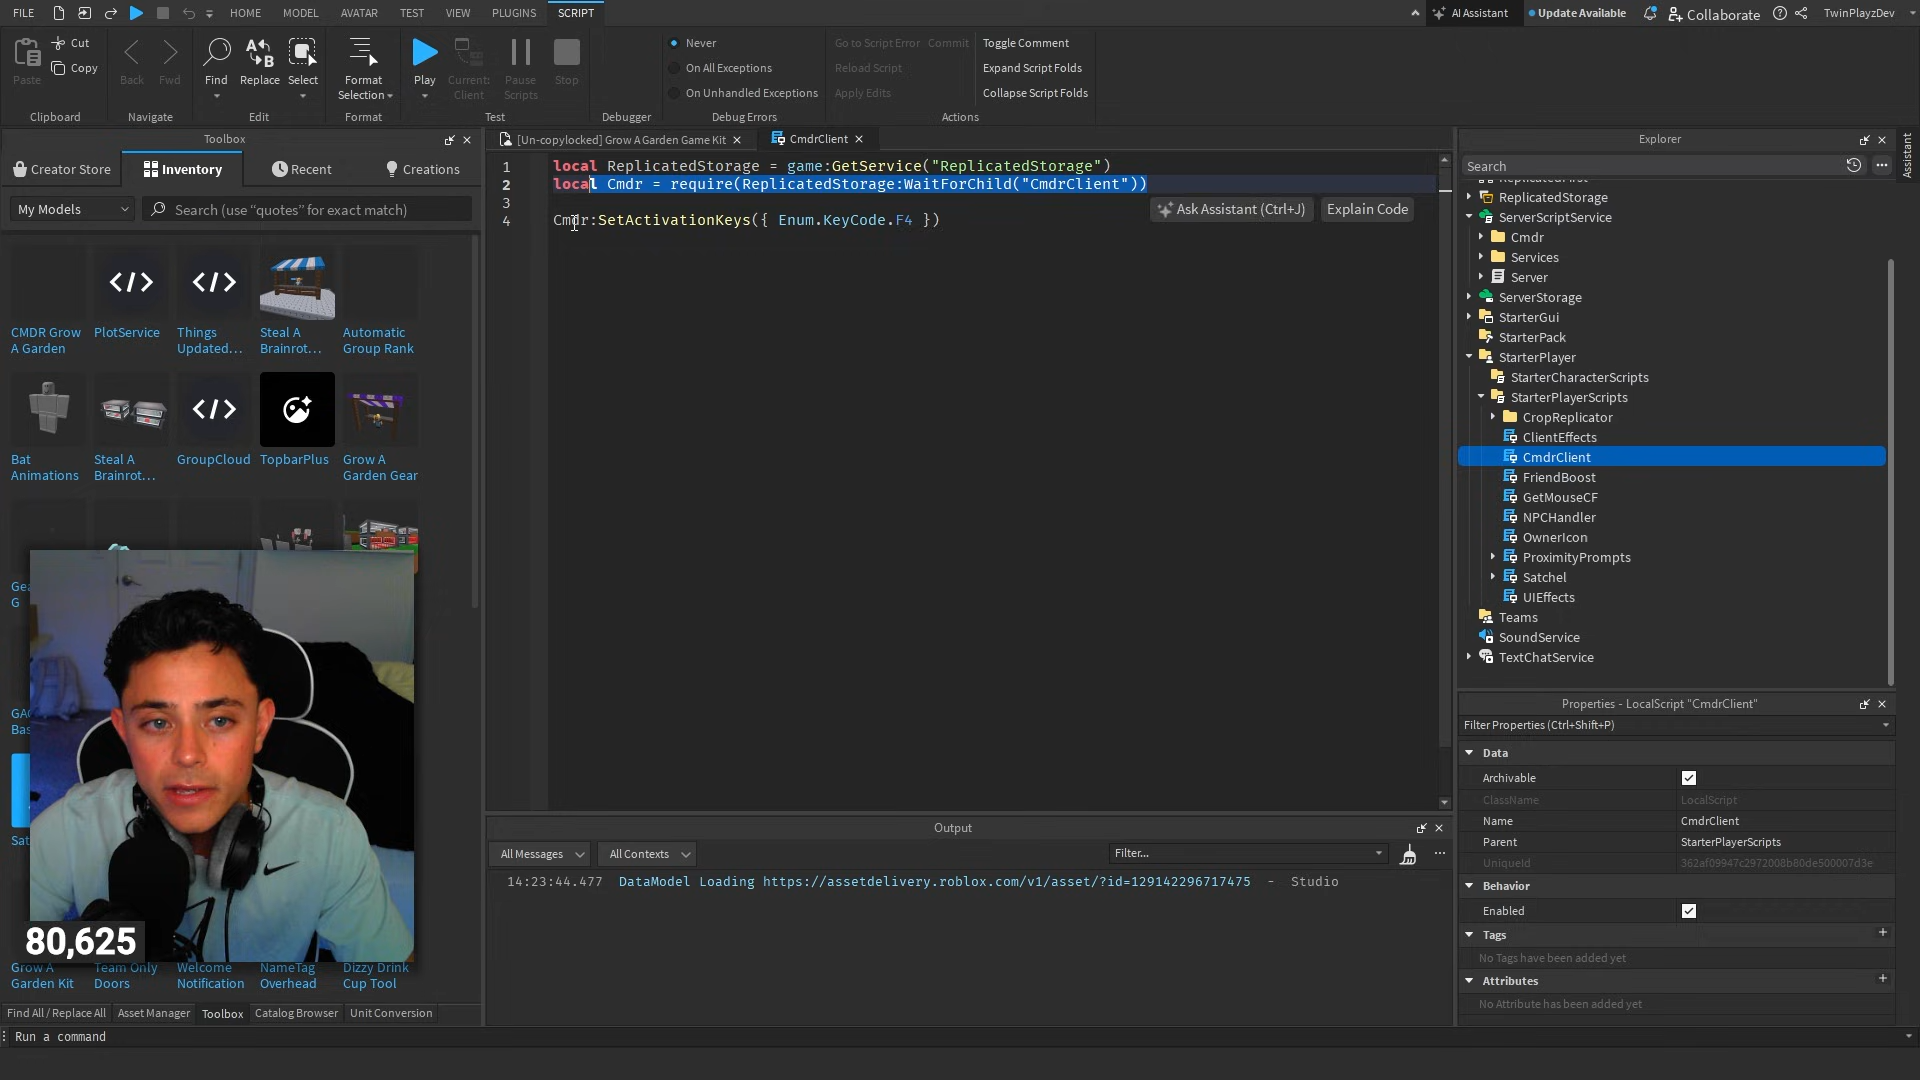 FILE
HOME
MODEL
AVATAR
TEST
VIEW
PLUGINS
SCRIPT
AI Assistant
Update Available
Collaborate
TwinPlayzDev
Paste
Cut
Copy
Clipboard
Back
Fwd
Navigate
Find
Replace
Select
Edit
Format
Selection
Format
Play
Current:
Client
Pause
Scripts
Stop
Test
Debugger
Never
On All Exceptions
On Unhandled Exceptions
Debug Errors
Go to Script Error
Commit
Reload Script
Apply Edits
Toggle Comment
Expand Script Folds
Collapse Script Folds
Actions
Toolbox
Creator Store
Inventory
Recent
Creations
My Models
Search (use “quotes” for exact match)
CMDR Grow
A Garden
PlotService
Things
Updated...
Steal A
Brainrot...
Automatic
Group Rank
Bat
Animations
Steal A
Brainrot...
GroupCloud
TopbarPlus
Grow A
Garden Gear
G
80,625
Grow A
Garden Kit
Team Only
Doors
Welcome
Notification
NameTag
Overhead
Dizzy Drink
Cup Tool
Find All / Replace All
Asset Manager
Toolbox
Catalog Browser
Unit Conversion
Run a command
[Un-copylocked] Grow A Garden Game Kit
CmdrClient
1 local ReplicatedStorage = game:GetService("ReplicatedStorage")
2 local Cmdr = require(ReplicatedStorage:WaitForChild("CmdrClient"))
3
4 Cmdr:SetActivationKeys({ Enum.KeyCode.F4 })
Ask Assistant (Ctrl+J)
Explain Code
Output
All Messages
All Contexts
Filter...
14:23:44.477 DataModel Loading https://assetdelivery.roblox.com/v1/asset/?id=129142296717475 - Studio
Explorer
Assistant
Search
ReplicatedFirst
ReplicatedStorage
ServerScriptService
Cmdr
Services
Server
ServerStorage
StarterGui
StarterPack
StarterPlayer
StarterCharacterScripts
StarterPlayerScripts
CropReplicator
ClientEffects
CmdrClient
FriendBoost
GetMouseCF
NPCHandler
OwnerIcon
ProximityPrompts
Satchel
UIEffects
Teams
SoundService
TextChatService
Properties - LocalScript "CmdrClient"
Filter Properties (Ctrl+Shift+P)
Data
Archivable
ClassName LocalScript
Name CmdrClient
Parent StarterPlayerScripts
UniqueId 362af09947c2972008b80de500007d3e
Behavior
Enabled
Tags
No Tags have been added yet
Attributes
No Attribute has been added yet